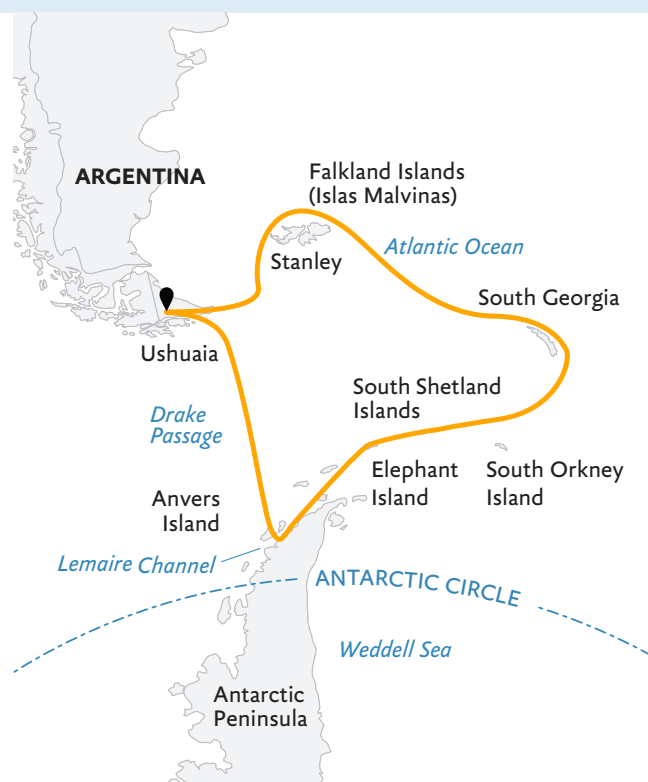 ARGENTINA
Falkland Islands
(Islas Malvinas)
Stanley
Atlantic Ocean
South Georgia
Ushuaia
South Shetland
Islands
Drake
Passage
Elephant
Island
South Orkney
Island
Anvers
Island
Lemaire Channel
ANTARCTIC CIRCLE
Weddell Sea
Antarctic
Peninsula